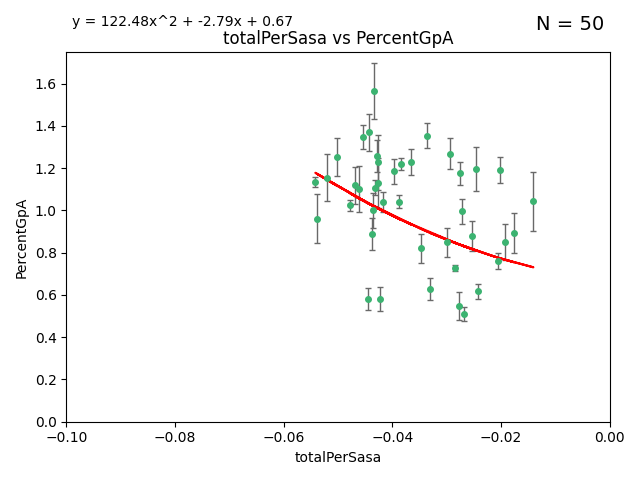 y = 122.48x^2 + -2.79x + 0.67
N = 50
totalPerSasa vs PercentGpA
PercentGpA
1.6
1.4
1.2
1.0
0.8
0.6
0.4
0.2
0.0
−0.10 −0.08 −0.06 −0.04 −0.02 0.00
totalPerSasa